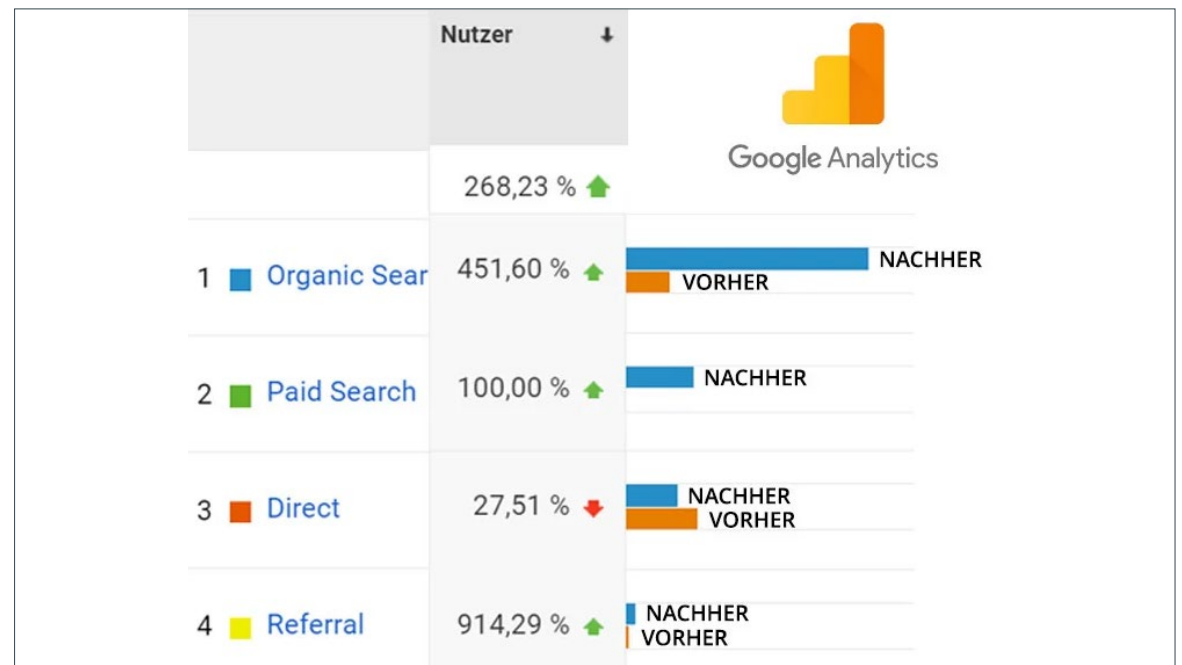 Nutzer
Google Analytics
268,23 %
1 Organic Sear 451,60 % NACHHER
VORHER
2 Paid Search 100,00 % NACHHER
3 Direct 27,51 % NACHHER
VORHER
4 Referral 914,29 % NACHHER
VORHER